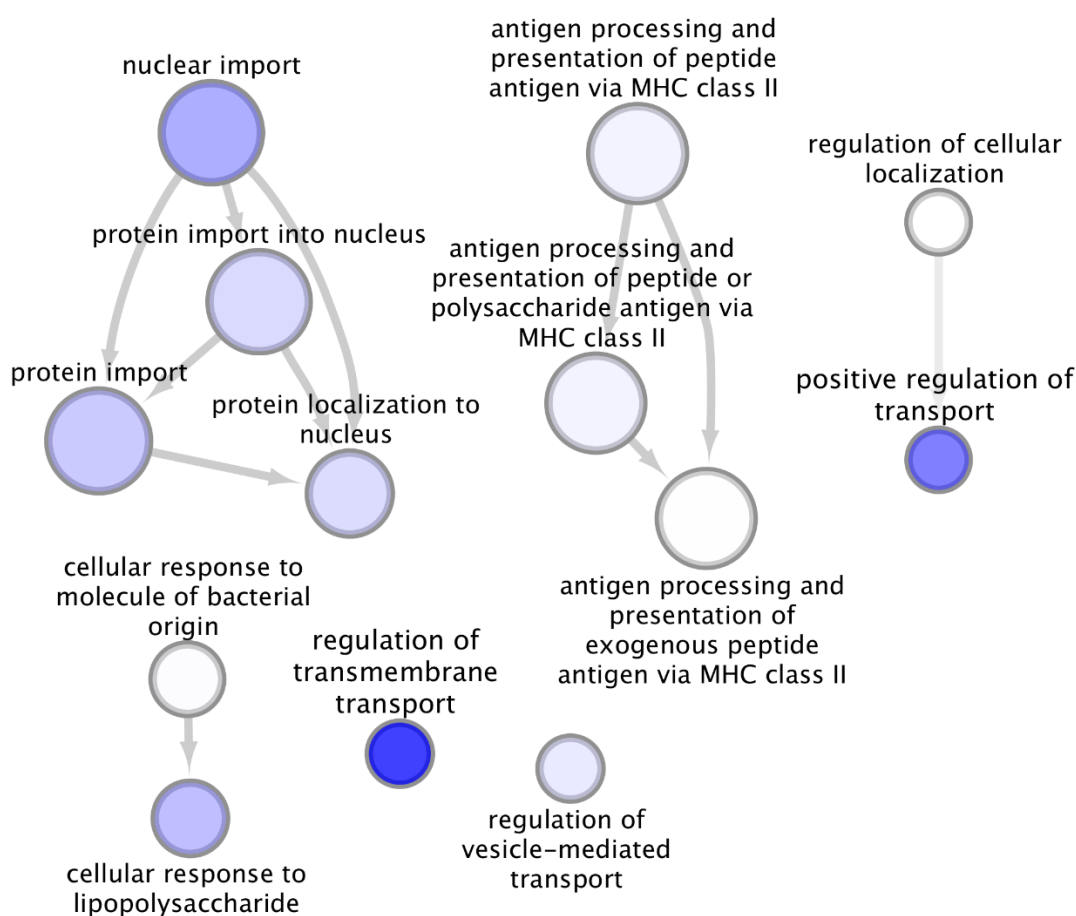 nuclear import
antigen processing and
presentation of peptide
antigen via MHC class II
regulation of cellular
localization
protein import into nucleus
antigen processing and
presentation of peptide or
polysaccharide antigen via
MHC class II
protein import
protein localization to
nucleus
positive regulation of
transport
cellular response to
molecule of bacterial
origin
regulation of
transmembrane
transport
antigen processing and
presentation of
exogenous peptide
antigen via MHC class II
cellular response to
lipopolysaccharide
regulation of
vesicle-mediated
transport